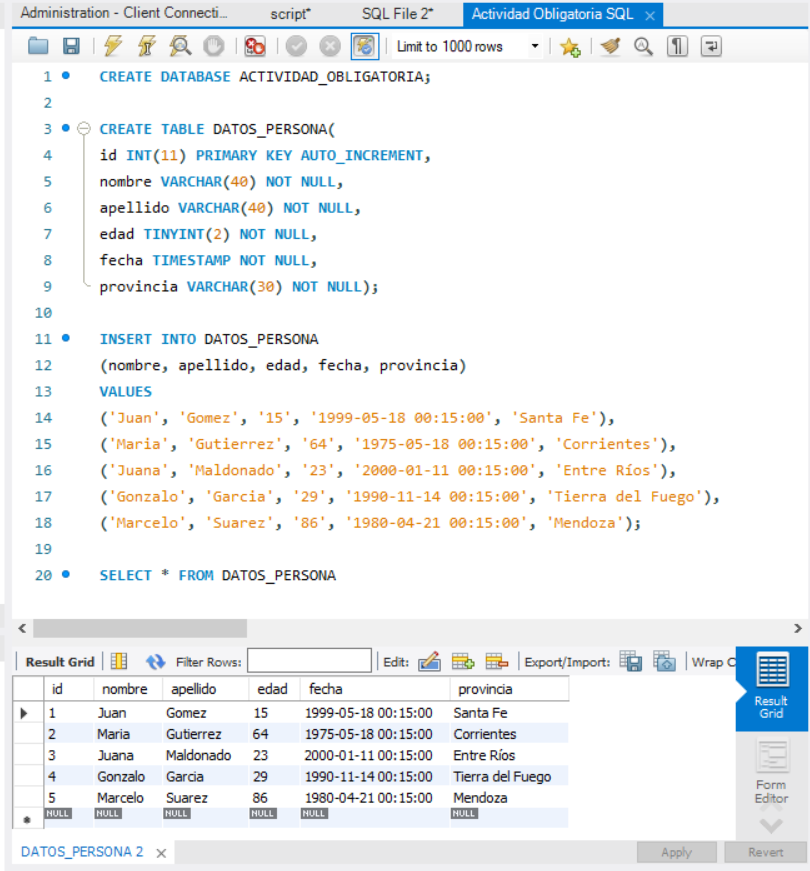 Administration - Client Connecti... script* SQL File 2* Actividad Obligatoria SQL ×
Limit to 1000 rows
1 CREATE DATABASE ACTIVIDAD_OBLIGATORIA;
2
3 CREATE TABLE DATOS_PERSONA(
4 id INT(11) PRIMARY KEY AUTO_INCREMENT,
5 nombre VARCHAR(40) NOT NULL,
6 apellido VARCHAR(40) NOT NULL,
7 edad TINYINT(2) NOT NULL,
8 fecha TIMESTAMP NOT NULL,
9 provincia VARCHAR(30) NOT NULL);
10
11 INSERT INTO DATOS_PERSONA
12 (nombre, apellido, edad, fecha, provincia)
13 VALUES
14 ('Juan', 'Gomez', '15', '1999-05-18 00:15:00', 'Santa Fe'),
15 ('Maria', 'Gutierrez', '64', '1975-05-18 00:15:00', 'Corrientes'),
16 ('Juana', 'Maldonado', '23', '2000-01-11 00:15:00', 'Entre Ríos'),
17 ('Gonzalo', 'Garcia', '29', '1990-11-14 00:15:00', 'Tierra del Fuego'),
18 ('Marcelo', 'Suarez', '86', '1980-04-21 00:15:00', 'Mendoza');
19
20 SELECT * FROM DATOS_PERSONA
Result Grid Filter Rows: Edit: Export/Import: Wrap C
id nombre apellido edad fecha provincia
1 Juan Gomez 15 1999-05-18 00:15:00 Santa Fe
2 Maria Gutierrez 64 1975-05-18 00:15:00 Corrientes
3 Juana Maldonado 23 2000-01-11 00:15:00 Entre Ríos
4 Gonzalo Garcia 29 1990-11-14 00:15:00 Tierra del Fuego
5 Marcelo Suarez 86 1980-04-21 00:15:00 Mendoza
* NULL NULL NULL NULL NULL NULL
Result
Grid
Form
Editor
DATOS_PERSONA 2 × Apply Revert